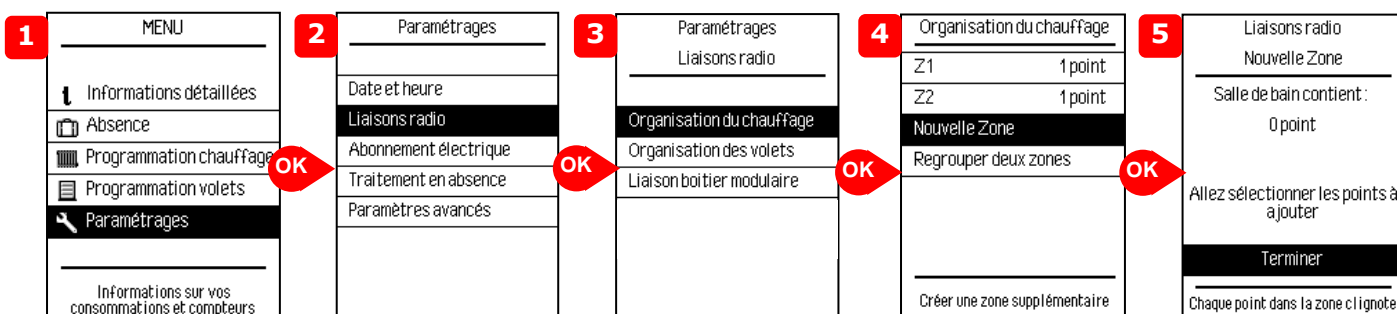 1
MENU
Informations détaillées
Absence
Programmation chauffage
Programmation volets
Paramétrages
Informations sur vos
consommations et compteurs
OK
2
Paramétrages
Date et heure
Liaisons radio
Abonnement électrique
Traitement en absence
Paramètres avancés
OK
3
Paramétrages
Liaisons radio
Organisation du chauffage
Organisation des volets
Liaison boitier modulaire
OK
4
Organisation du chauffage
Z1 1 point
Z2 1 point
Nouvelle Zone
Regrouper deux zones
Créer une zone supplémentaire
OK
5
Liaisons radio
Nouvelle Zone
Salle de bain contient :
0 point
Allez sélectionner les points à
ajouter
Terminer
Chaque point dans la zone clignote